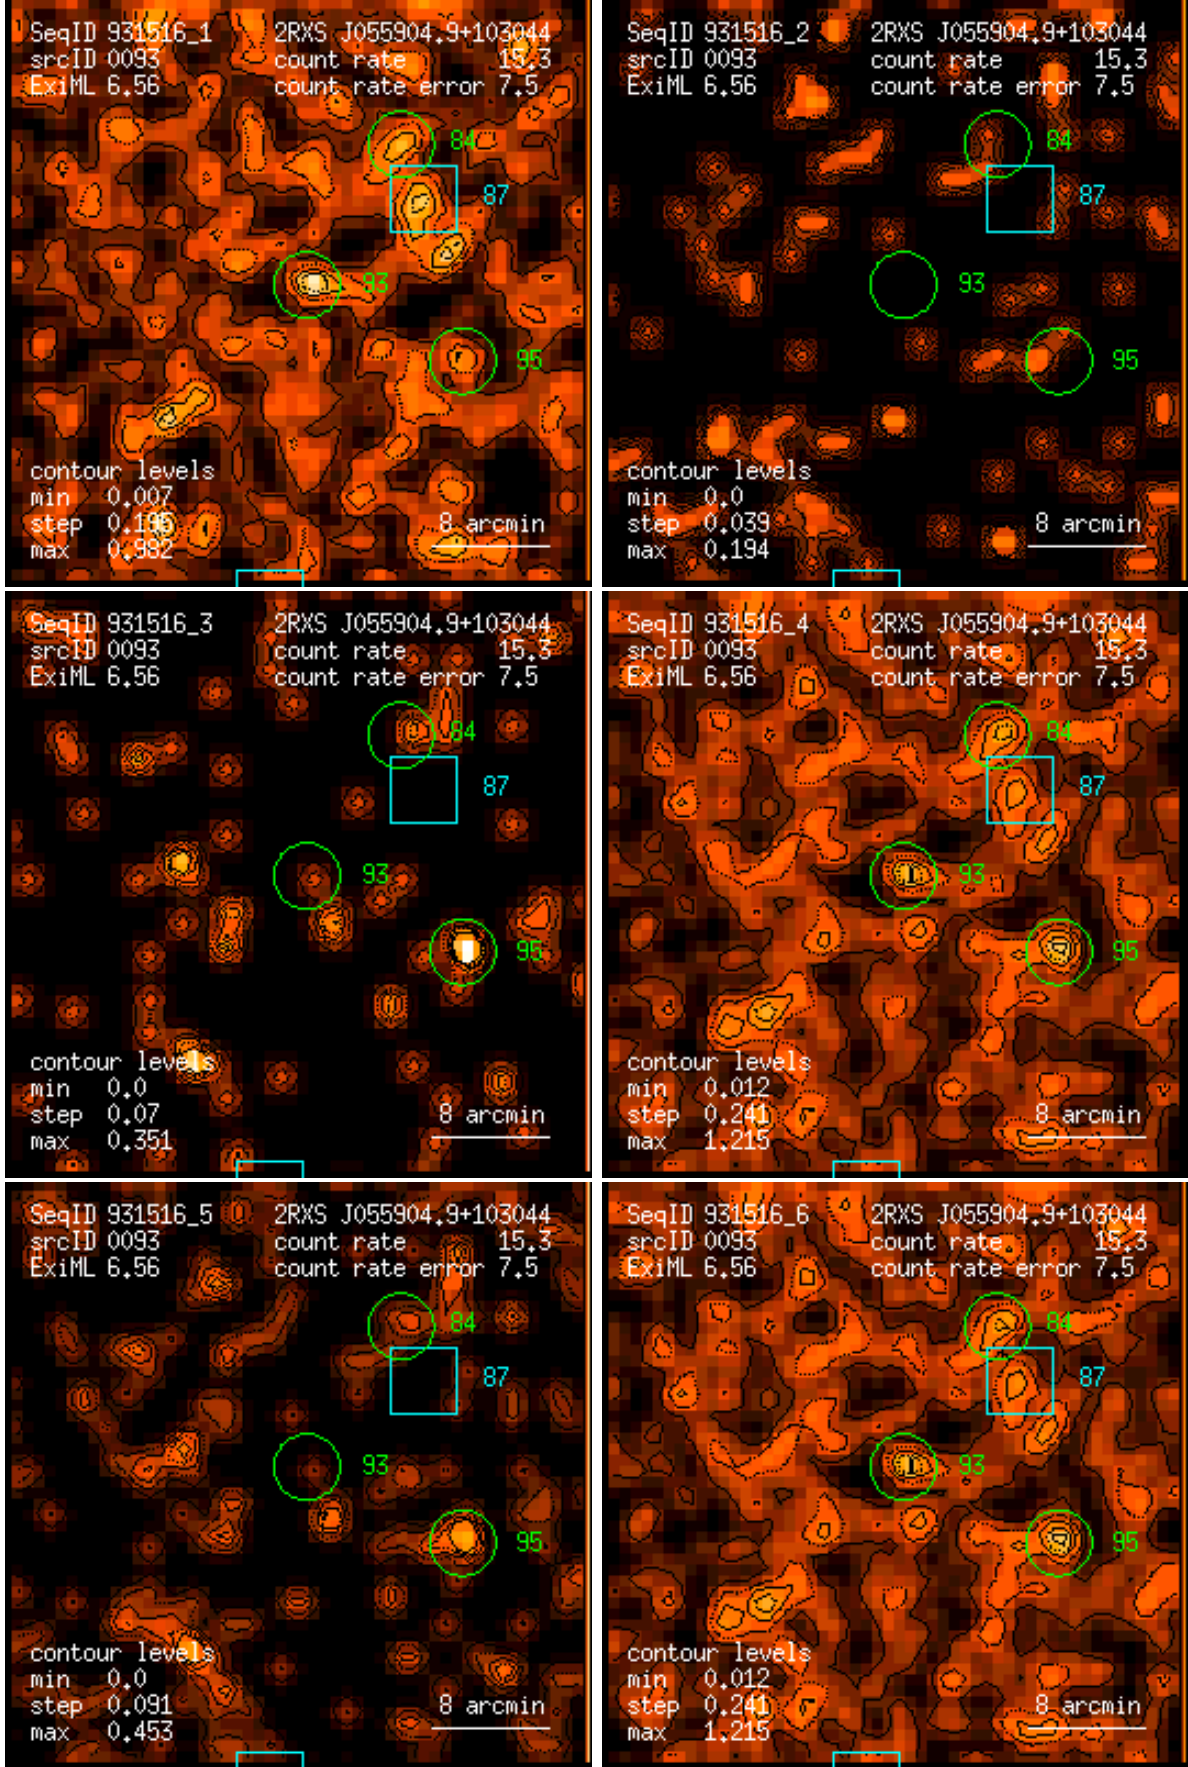 SeqID 931516_1 2RXS J055904.9+103044
srcID 0093 count rate 15.3
ExiML 6.56 count rate error 7.5
84
87
93
95
contour levels
min 0.007
step 0.195 8 arcmin
max 0.982
SeqID 931516_2 2RXS J055904.9+103044
srcID 0093 count rate 15.3
ExiML 6.56 count rate error 7.5
84
87
93
95
contour levels
min 0.0
step 0.039 8 arcmin
max 0.194
SeqID 931516_3 2RXS J055904.9+103044
srcID 0093 count rate 15.3
ExiML 6.56 count rate error 7.5
84
87
93
95
contour levels
min 0.0
step 0.07 8 arcmin
max 0.351
SeqID 931516_4 2RXS J055904.9+103044
srcID 0093 count rate 15.3
ExiML 6.56 count rate error 7.5
84
87
93
95
contour levels
min 0.012
step 0.241 8 arcmin
max 1.215
SeqID 931516_5 2RXS J055904.9+103044
srcID 0093 count rate 15.3
ExiML 6.56 count rate error 7.5
84
87
93
95
contour levels
min 0.0
step 0.091 8 arcmin
max 0.453
SeqID 931516_6 2RXS J055904.9+103044
srcID 0093 count rate 15.3
ExiML 6.56 count rate error 7.5
84
87
93
95
contour levels
min 0.012
step 0.241 8 arcmin
max 1.215